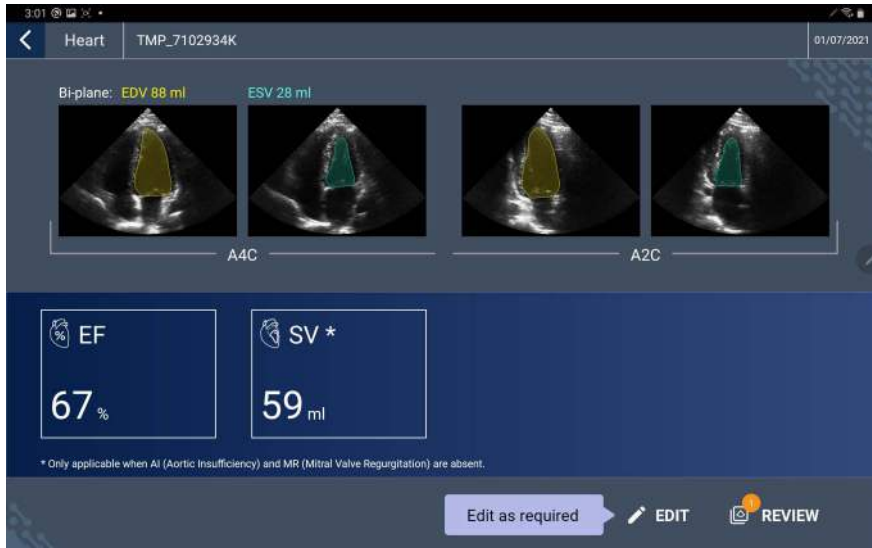 3:01
Heart TMP_7102934K 01/07/2021
Bi-plane: EDV 88 ml ESV 28 ml
A4C A2C
% EF SV *
67 % 59 ml
* Only applicable when AI (Aortic Insufficiency) and MR (Mitral Valve Regurgitation) are absent.
Edit as required EDIT 1 REVIEW